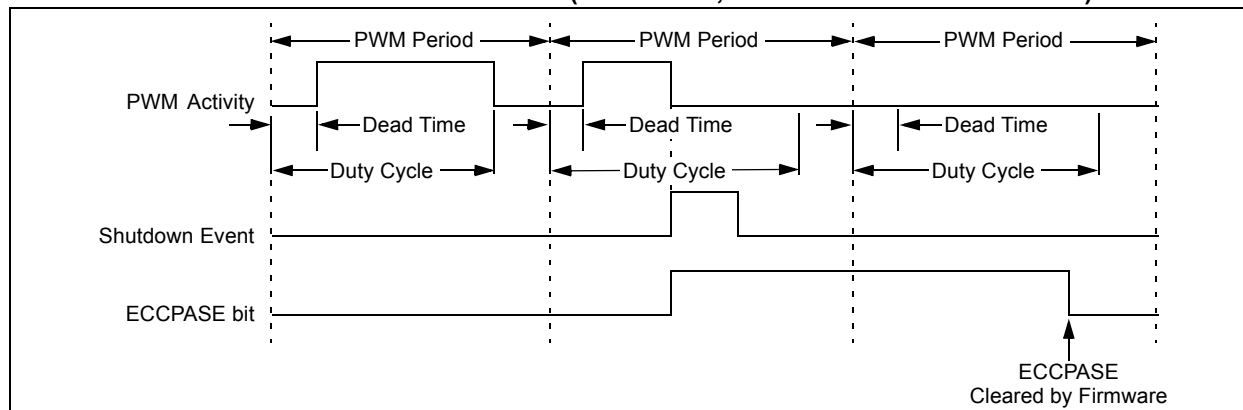 PWM Period PWM Period PWM Period
PWM Activity
Dead Time Dead Time Dead Time
Duty Cycle Duty Cycle Duty Cycle
Shutdown Event
ECCPASE bit
ECCPASE
Cleared by Firmware